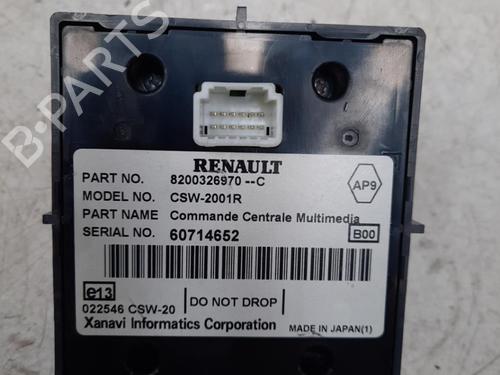 B-PARTS
RENAULT
PART NO. 8200326970 --C
MODEL NO. CSW-2001R
PART NAME Commande Centrale Multimedia
SERIAL NO. 60714652
AP9
B00
e13
DO NOT DROP
022546 CSW-20
Xanavi Informatics Corporation
MADE IN JAPAN(1)